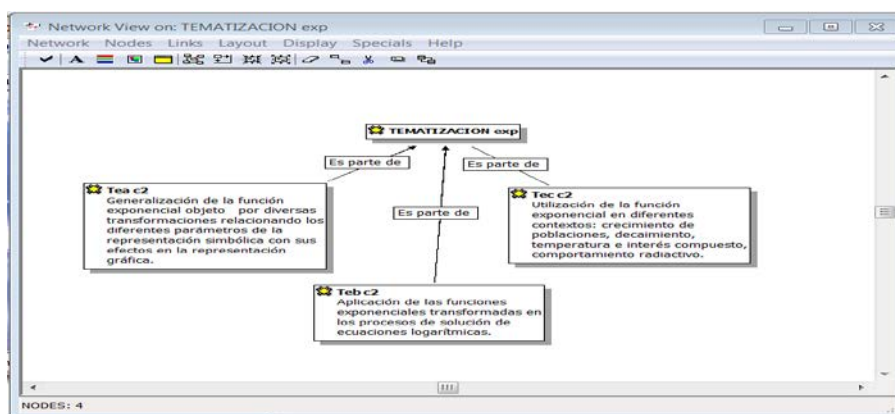 Network View on: TEMATIZACION exp
Network Nodes Links Layout Display Specials Help
TEMATIZACION exp
Es parte de
Es parte de
Es parte de
Tea c2
Generalización de la función
exponencial objeto por diversas
transformaciones relacionando los
diferentes parámetros de la
representación simbólica con sus
efectos en la representación
gráfica.
Tec c2
Utilización de la función
exponencial en diferentes
contextos: crecimiento de
poblaciones, decaimiento,
temperatura e interés compuesto,
comportamiento radiactivo.
Teb c2
Aplicación de las funciones
exponenciales transformadas en
los procesos de solución de
ecuaciones logarítmicas.
NODES: 4